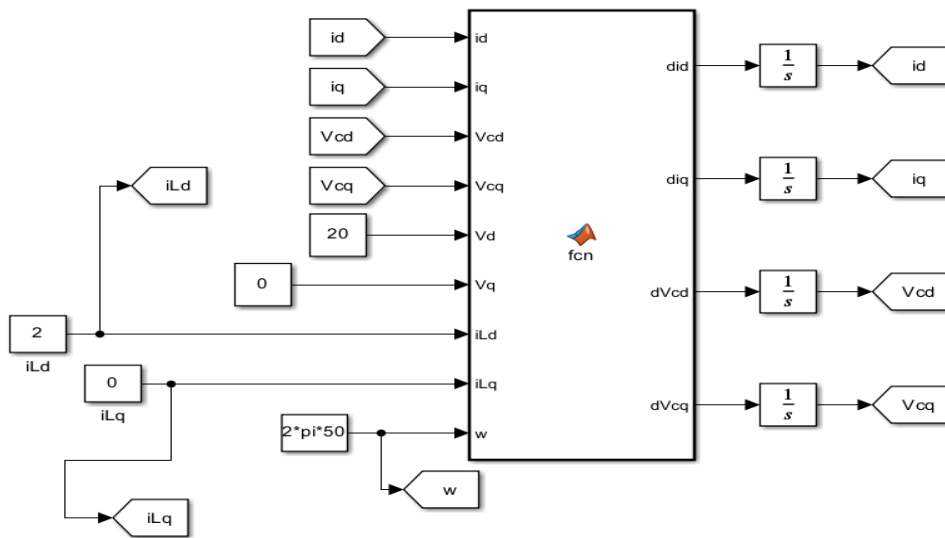 id
id
did
1
s
id
iq
iq
Vcd
Vcd
iLd
diq
1
s
iq
Vcq
Vcq
20
Vd
fcn
0
Vq
dVcd
1
s
Vcd
2
iLd
iLd
0
iLq
iLq
dVcq
1
s
Vcq
2*pi*50
w
w
iLq